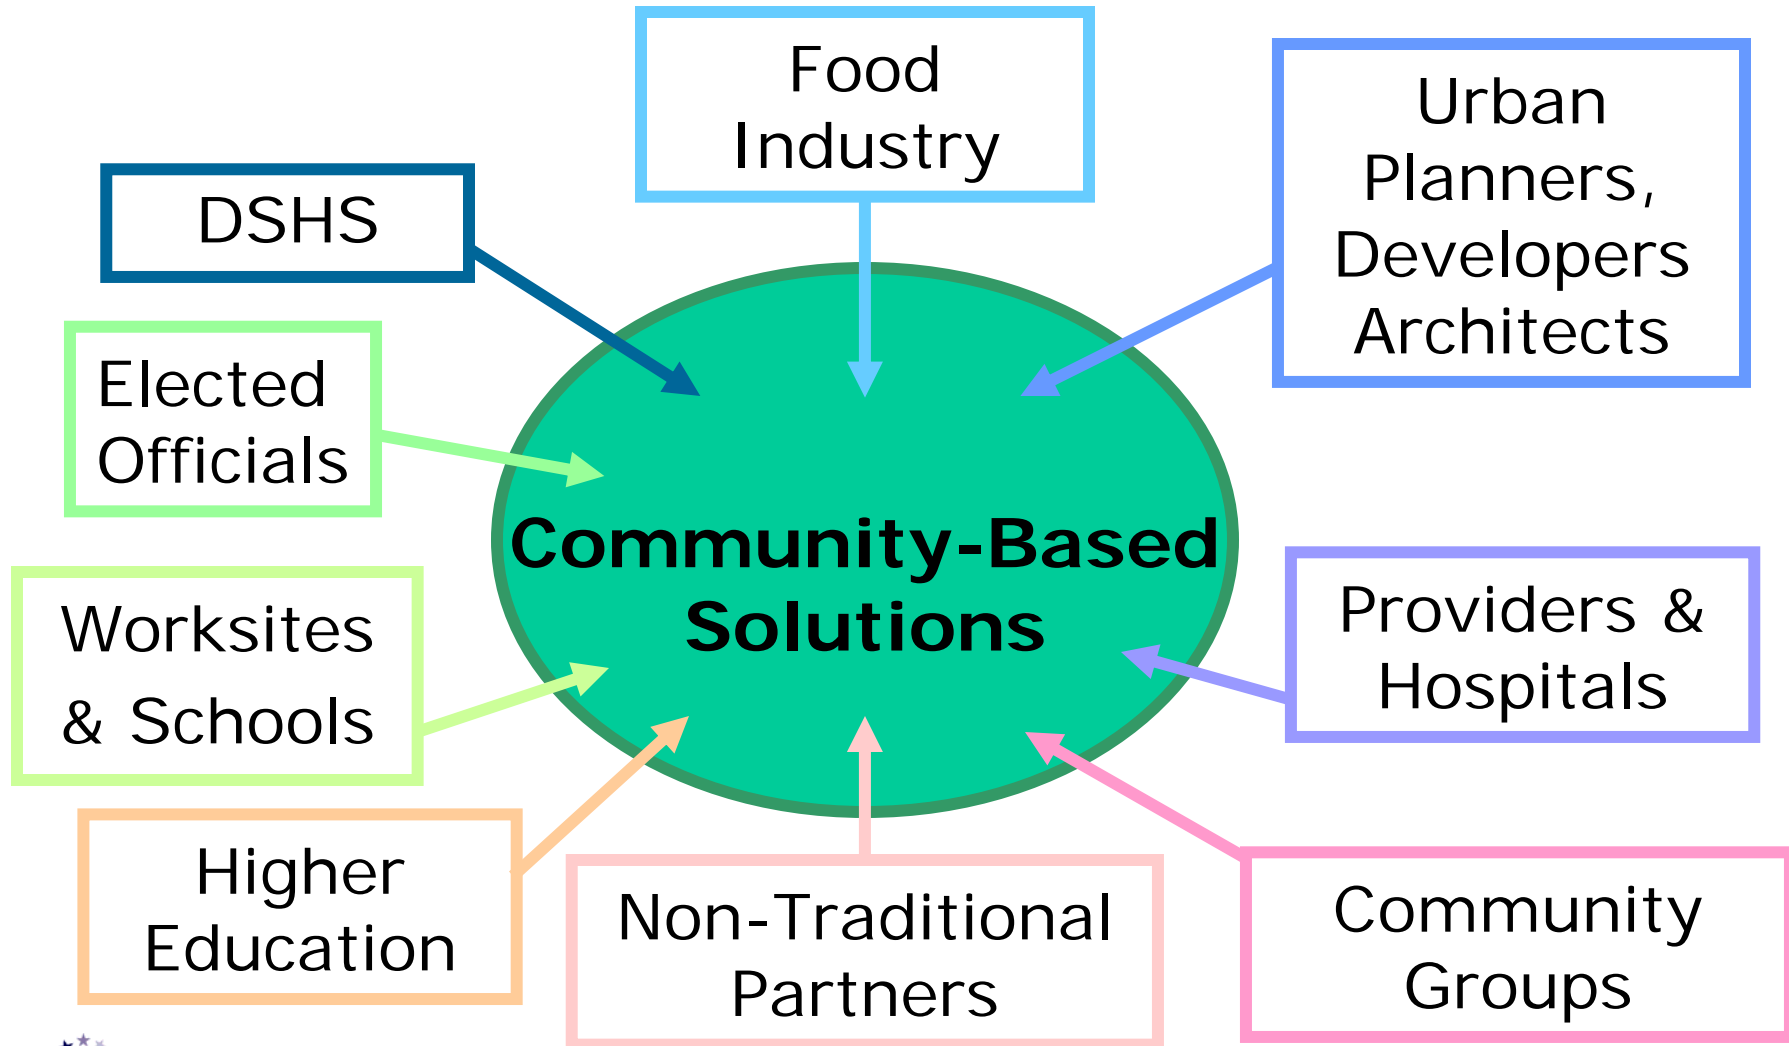 Food
Industry
Urban
Planners,
Developers
Architects
DSHS
Elected
Officials
Community-Based
Solutions
Worksites
& Schools
Providers &
Hospitals
Higher
Education
Non-Traditional
Partners
Community
Groups